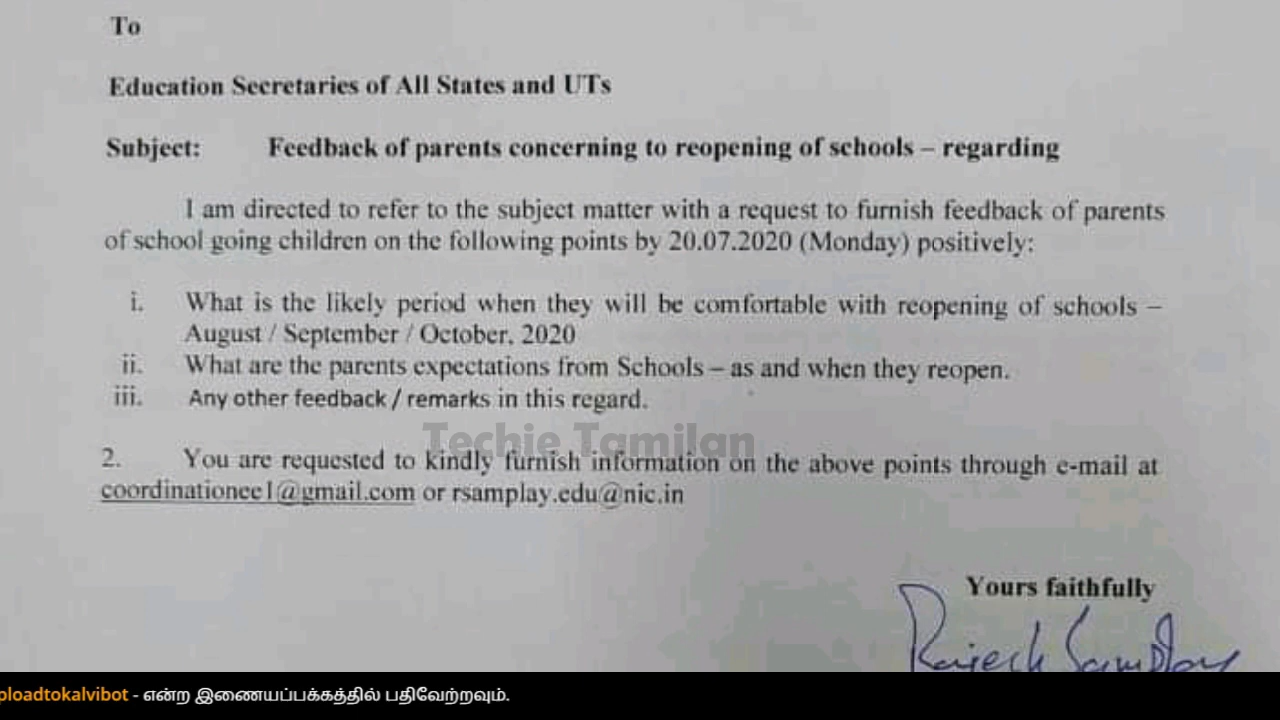 To
Education Secretaries of All States and UTs
Subject: Feedback of parents concerning to reopening of schools – regarding
I am directed to refer to the subject matter with a request to furnish feedback of parents
of school going children on the following points by 20.07.2020 (Monday) positively:
i. What is the likely period when they will be comfortable with reopening of schools –
August / September / October, 2020
ii. What are the parents expectations from Schools – as and when they reopen.
iii. Any other feedback / remarks in this regard.
Techie Tamilan
2. You are requested to kindly furnish information on the above points through e-mail at
coordinationee1@gmail.com or rsamplay.edu@nic.in
Yours faithfully
Rajesh Samplay
ploadtokalvibot - என்ற இணையப்பக்கத்தில் பதிவேற்றவும்.